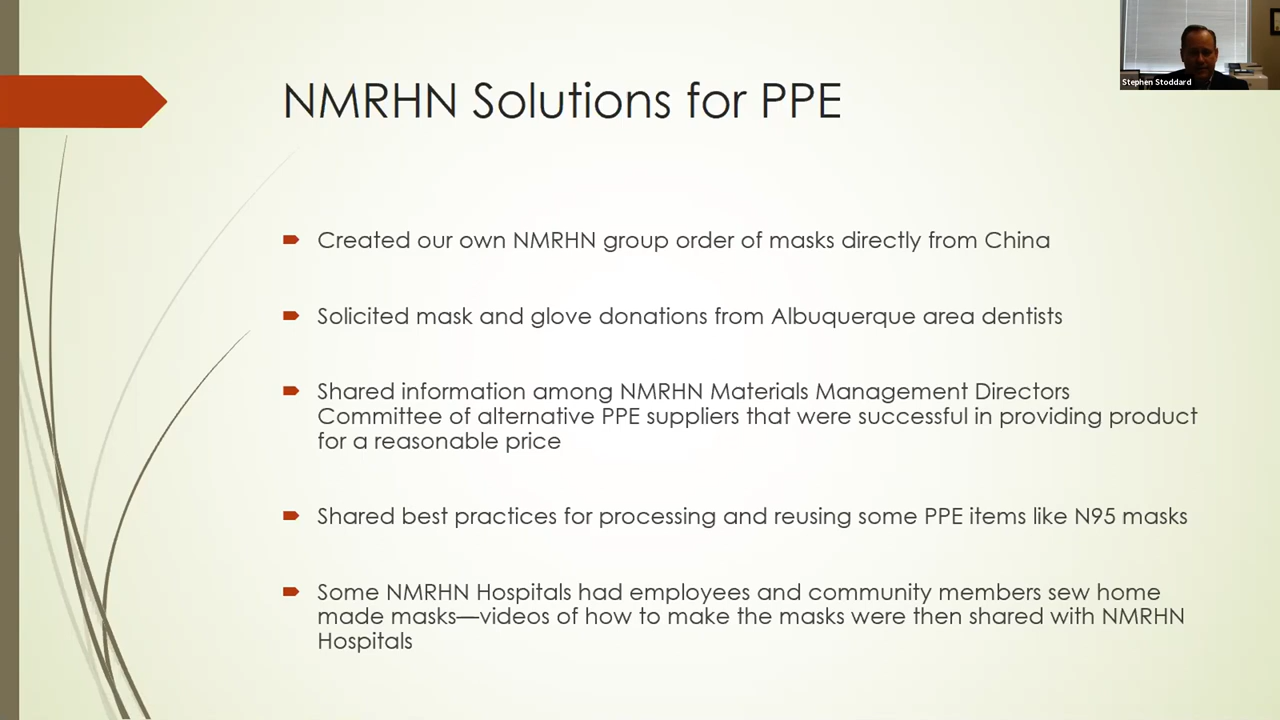 Stephen Stoddard
NMRHN Solutions for PPE
Created our own NMRHN group order of masks directly from China
Solicited mask and glove donations from Albuquerque area dentists
Shared information among NMRHN Materials Management Directors
Committee of alternative PPE suppliers that were successful in providing product
for a reasonable price
Shared best practices for processing and reusing some PPE items like N95 masks
Some NMRHN Hospitals had employees and community members sew home
made masks—videos of how to make the masks were then shared with NMRHN
Hospitals